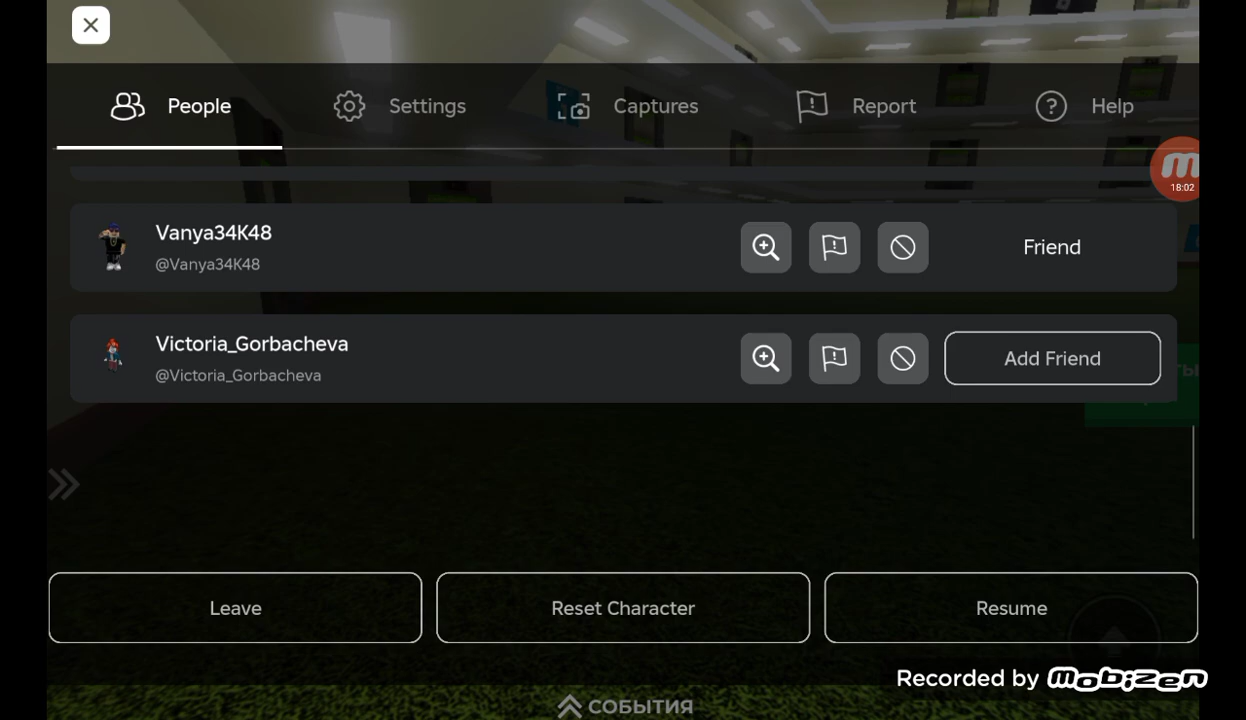 People
Settings
Captures
Report
Help
18:02
Vanya34K48
@Vanya34K48
Friend
Victoria_Gorbacheva
@Victoria_Gorbacheva
Add Friend
Leave
Reset Character
Resume
Recorded by mobizen
СОБЫТИЯ